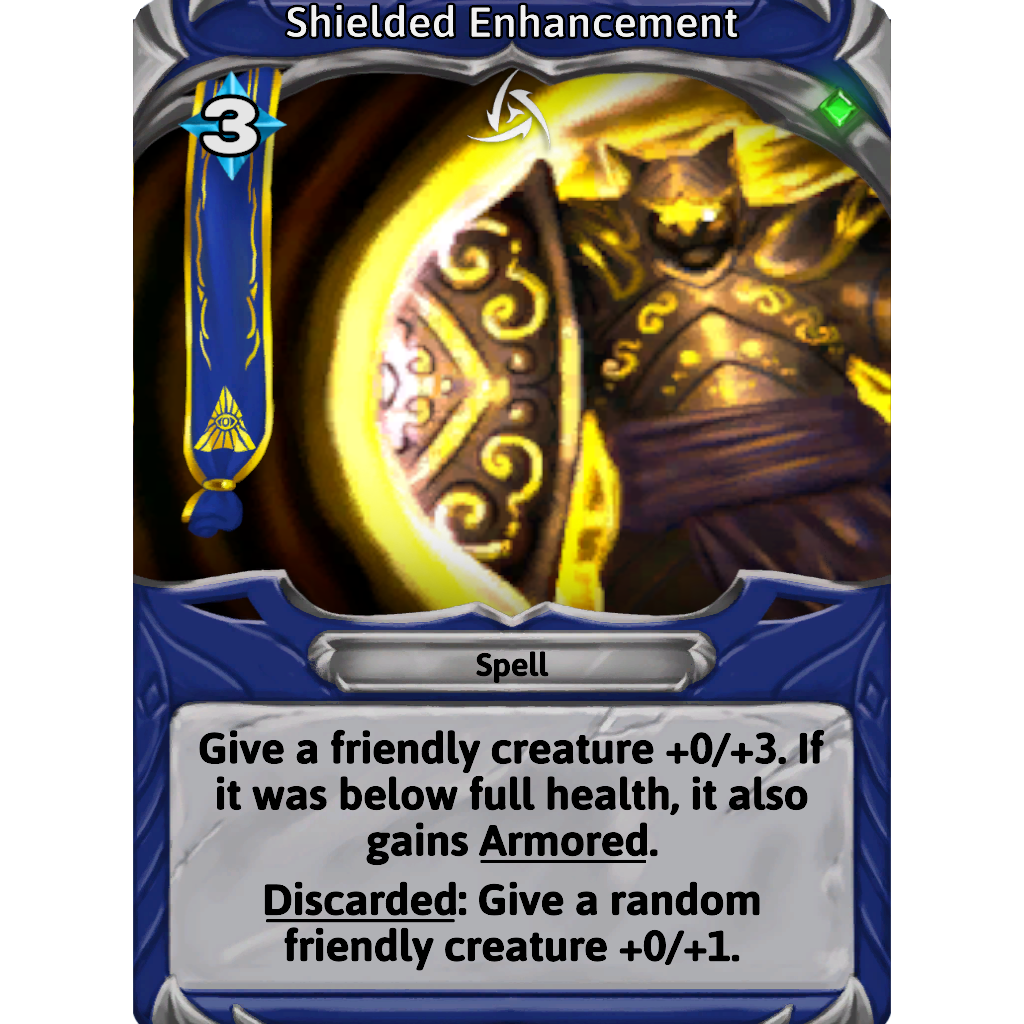 Shielded Enhancement
3
Spell
Give a friendly creature +0/+3. If
it was below full health, it also
gains Armored.
Discarded: Give a random
friendly creature +0/+1.